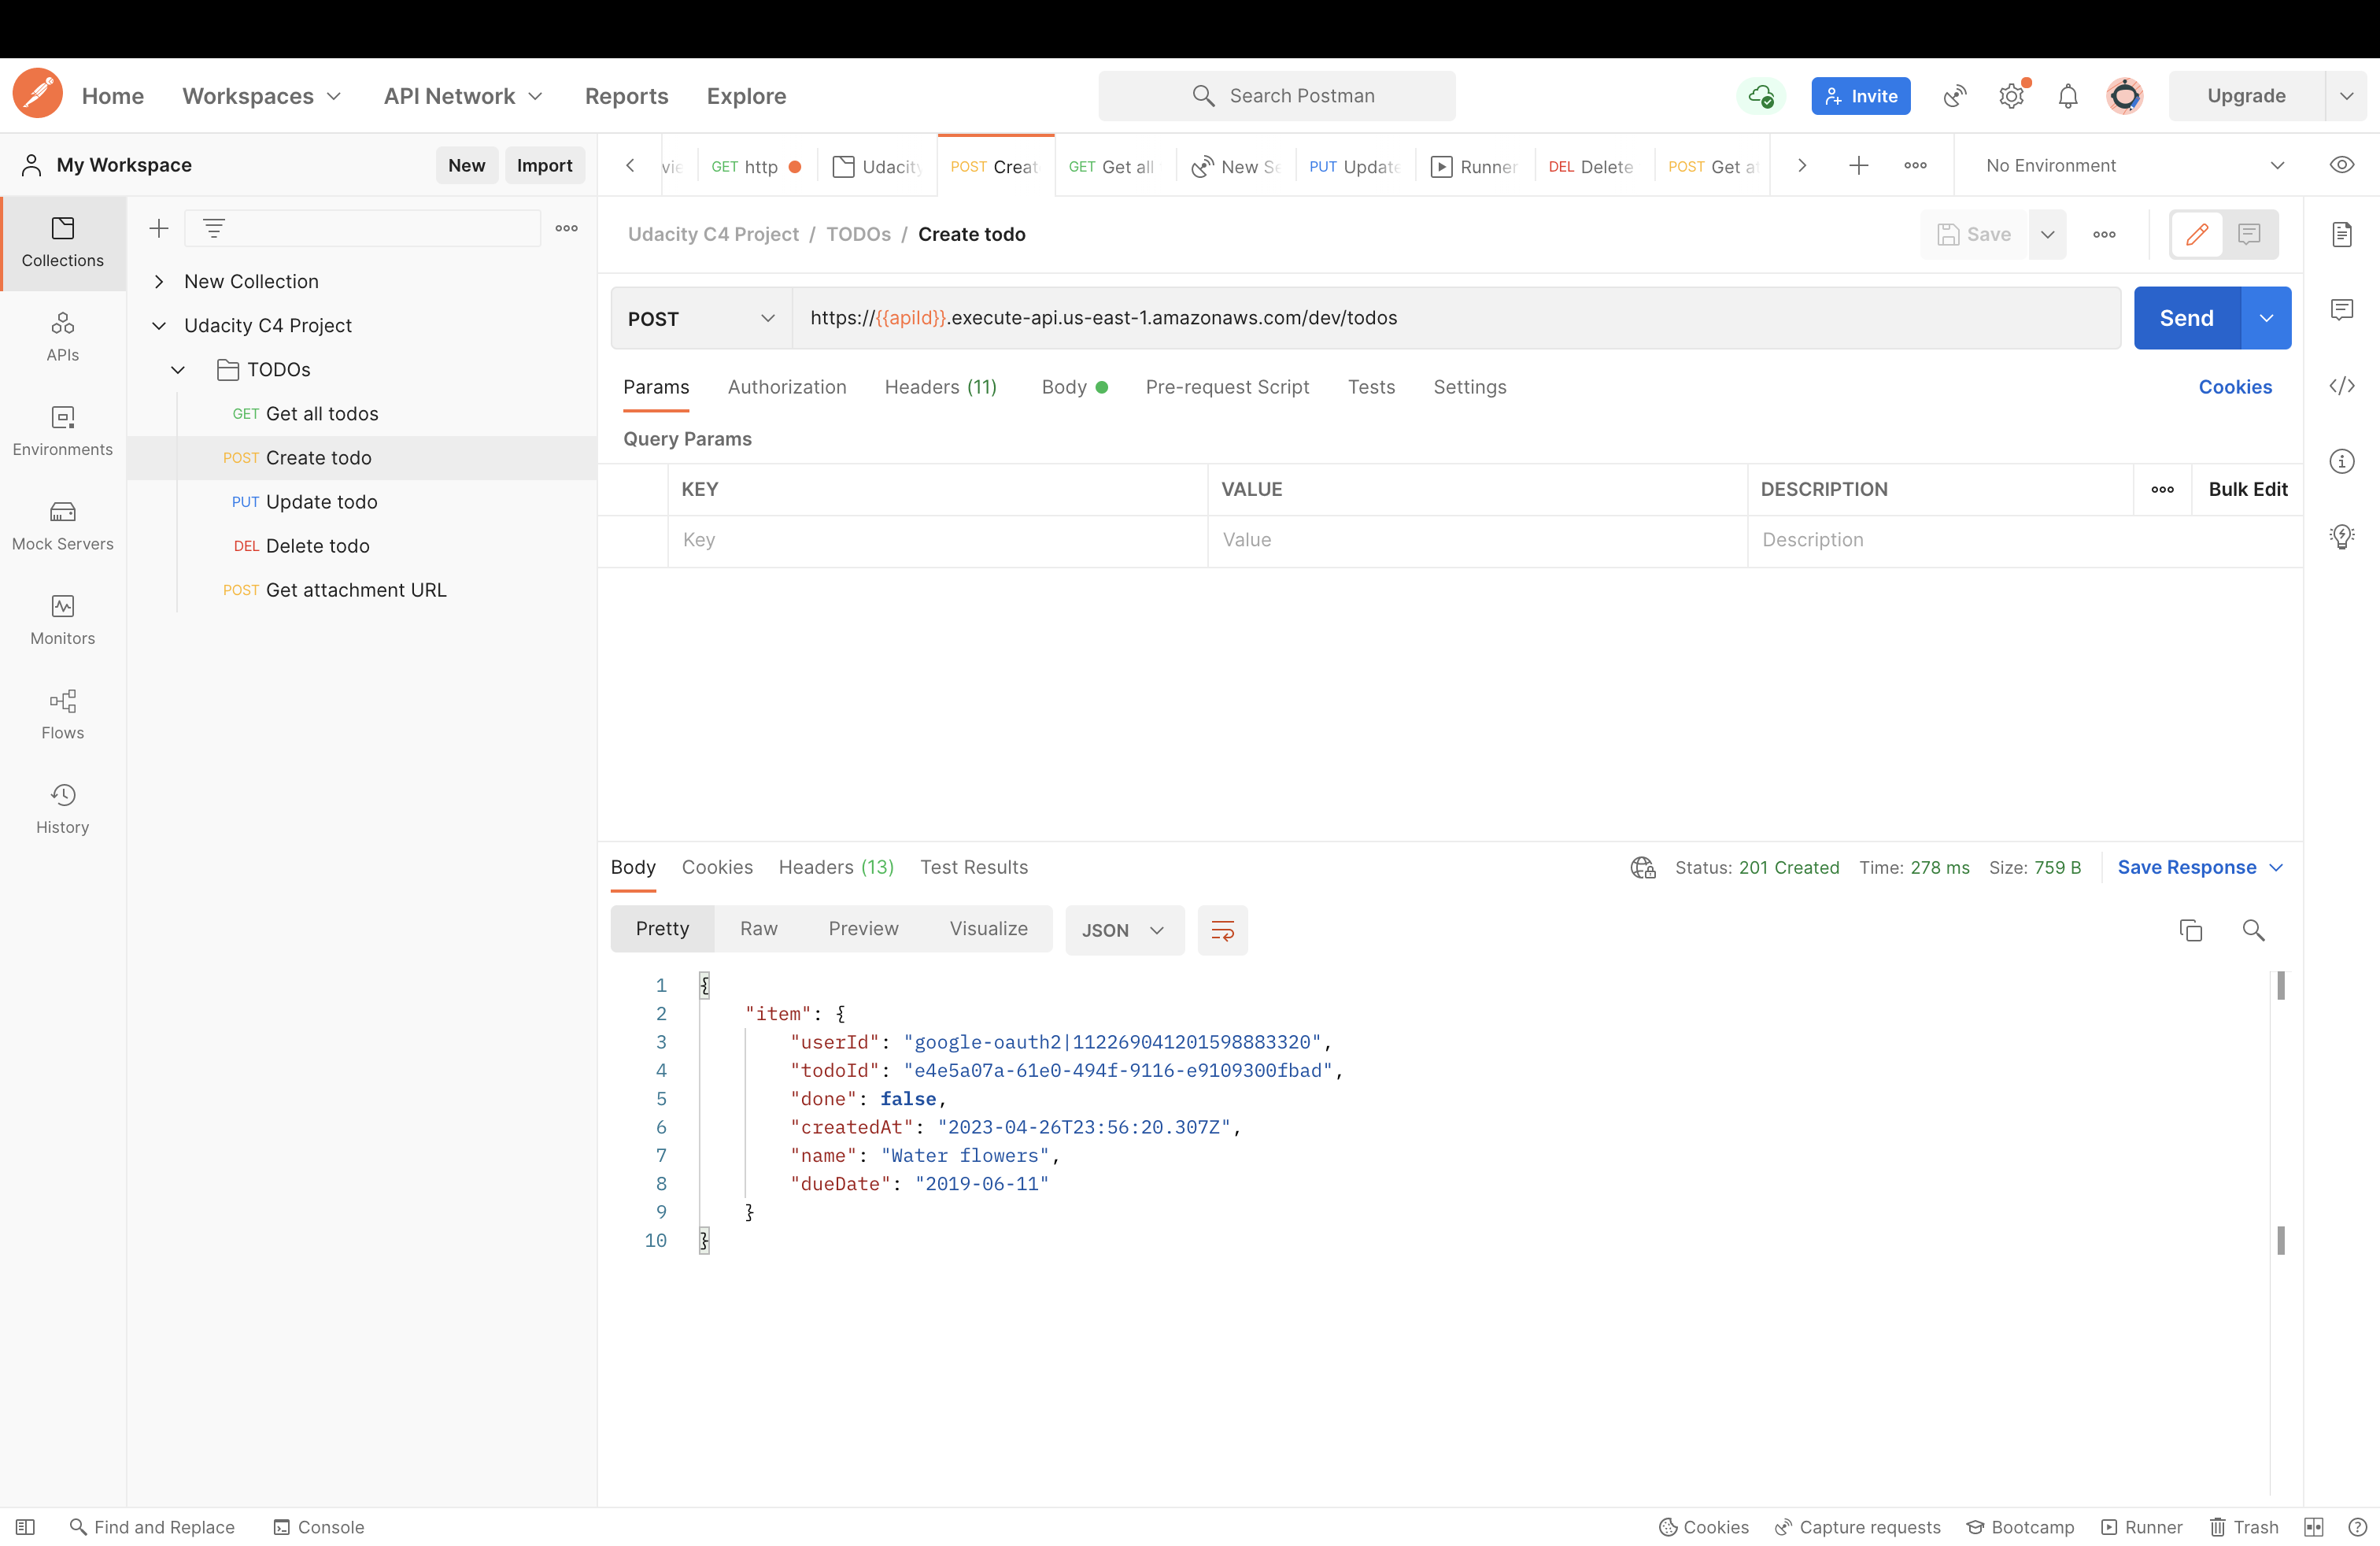 Home Workspaces API Network Reports Explore Search Postman Invite Upgrade
My Workspace New Import
GET http Udacity POST Creat GET Get all New Se PUT Update Runner DEL Delete POST Get at No Environment
Collections
APIs
Environments
Mock Servers
Monitors
Flows
History
New Collection
Udacity C4 Project
TODOs
GET Get all todos
POST Create todo
PUT Update todo
DEL Delete todo
POST Get attachment URL
Udacity C4 Project / TODOs / Create todo Save
POST https://{{apiId}}.execute-api.us-east-1.amazonaws.com/dev/todos Send
Params Authorization Headers (11) Body Pre-request Script Tests Settings Cookies
Query Params
KEY VALUE DESCRIPTION Bulk Edit
Key Value Description
Body Cookies Headers (13) Test Results Status: 201 Created Time: 278 ms Size: 759 B Save Response
Pretty Raw Preview Visualize JSON
1 {
2 "item": {
3 "userId": "google-oauth2|112269041201598883320",
4 "todoId": "e4e5a07a-61e0-494f-9116-e9109300fbad",
5 "done": false,
6 "createdAt": "2023-04-26T23:56:20.307Z",
7 "name": "Water flowers",
8 "dueDate": "2019-06-11"
9 }
10 }
Find and Replace Console Cookies Capture requests Bootcamp Runner Trash